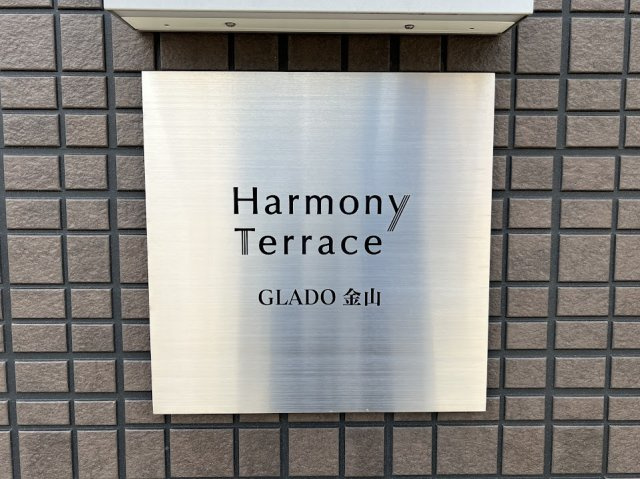 Harmony
Terrace
GLADO 金山